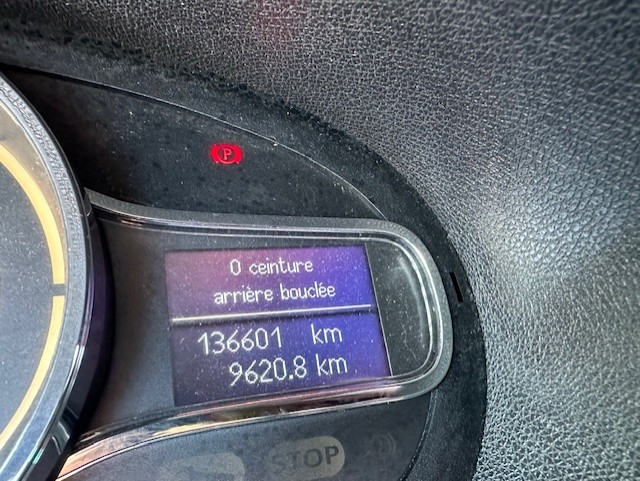 P
0 ceinture
arrière bouclée
136601 km
9620.8 km
STOP